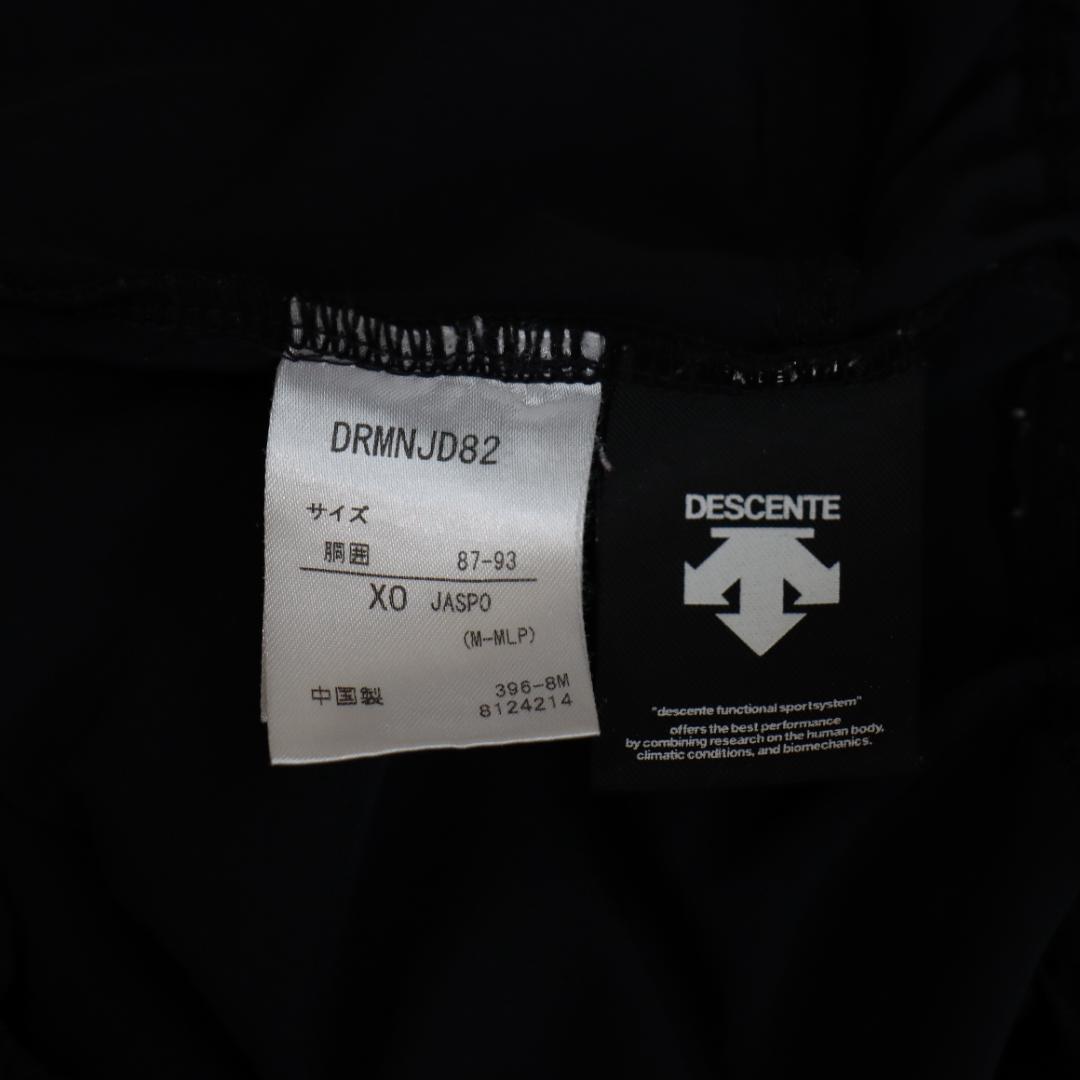 DRMNJD82
サイズ
胴囲 87-93
XO JASPO
(M-MLP)
中国製 396-8M
8124214
DESCENTE
"descente functional sportsystem"
offers the best performance
by combining research on the human body,
climatic conditions, and biomechanics.